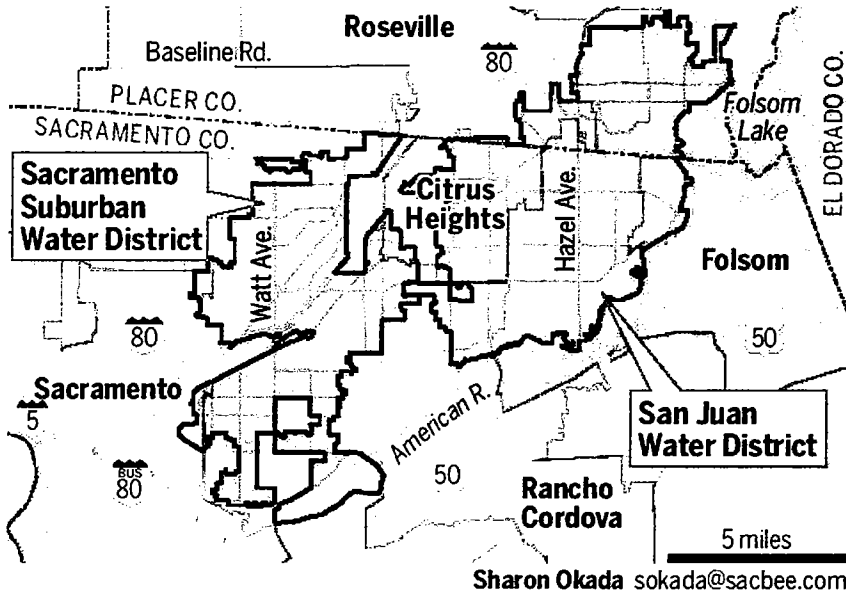 Roseville
Baseline Rd.
80
PLACER CO.
SACRAMENTO CO.
Folsom
Lake
EL DORADO CO.
Sacramento
Suburban
Water District
Citrus
Heights
Watt Ave.
Hazel Ave.
Folsom
80
50
Sacramento
5
American R.
San Juan
Water District
BUS
80
50
Rancho
Cordova
5 miles
Sharon Okada sokada@sacbee.com